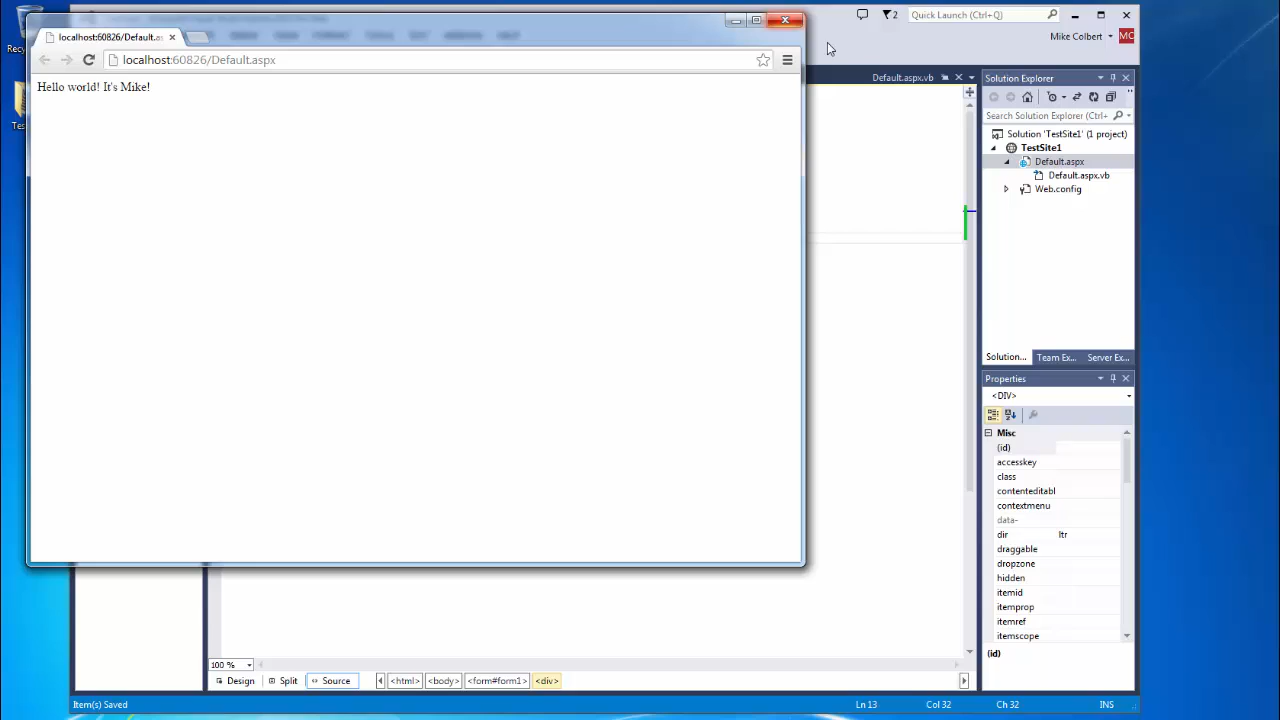 Recy
Tes
localhost:60826/Default.as
localhost:60826/Default.aspx
Hello world! It's Mike!
2
Quick Launch (Ctrl+Q)
Mike Colbert
MC
Default.aspx.vb
Solution Explorer
Search Solution Explorer (Ctrl+
Solution 'TestSite1' (1 project)
TestSite1
Default.aspx
Default.aspx.vb
Web.config
Solution... Team Ex... Server Ex...
Properties
<DIV>
Misc
(id)
accesskey
class
contenteditabl
contextmenu
data-
dir ltr
draggable
dropzone
hidden
itemid
itemprop
itemref
itemscope
(id)
100 %
Design Split Source <html> <body> <form#form1> <div>
Item(s) Saved Ln 13 Col 32 Ch 32 INS